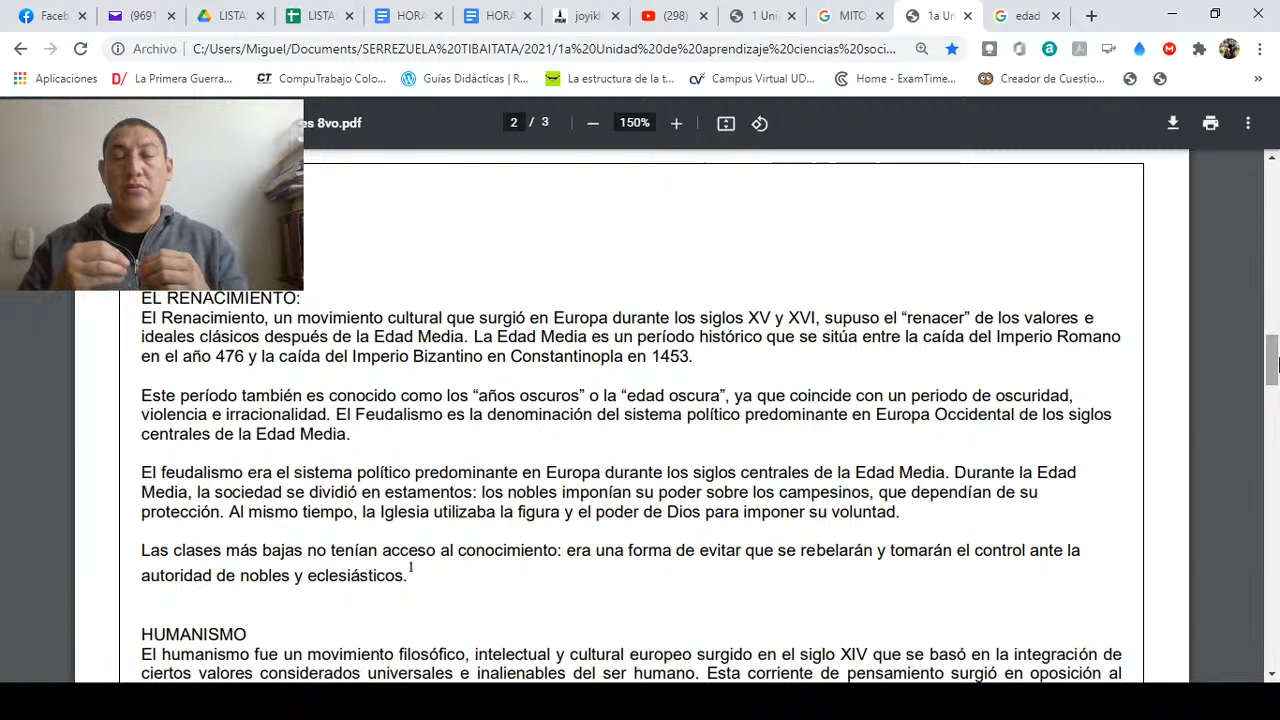 Faceb
(9691
LISTA
LISTA
HORA
HORA
joyikl
(298)
1 Uni
MITO
1a Un
edad
Archivo | C:/Users/Miguel/Documents/SERREZUELA%20TIBAITATA/2021/1a%20Unidad%20de%20aprendizaje%20ciencias%20soci...
Aplicaciones
La Primera Guerra...
CompuTrabajo Colo...
Guías Didácticas | R...
La estructura de la t...
Campus Virtual UD...
Home - ExamTime...
Creador de Cuestio...
»
es 8vo.pdf
2 / 3
150%
EL RENACIMIENTO:
El Renacimiento, un movimiento cultural que surgió en Europa durante los siglos XV y XVI, supuso el “renacer” de los valores e
ideales clásicos después de la Edad Media. La Edad Media es un período histórico que se sitúa entre la caída del Imperio Romano
en el año 476 y la caída del Imperio Bizantino en Constantinopla en 1453.
Este período también es conocido como los “años oscuros” o la “edad oscura”, ya que coincide con un periodo de oscuridad,
violencia e irracionalidad. El Feudalismo es la denominación del sistema político predominante en Europa Occidental de los siglos
centrales de la Edad Media.
El feudalismo era el sistema político predominante en Europa durante los siglos centrales de la Edad Media. Durante la Edad
Media, la sociedad se dividió en estamentos: los nobles imponían su poder sobre los campesinos, que dependían de su
protección. Al mismo tiempo, la Iglesia utilizaba la figura y el poder de Dios para imponer su voluntad.
Las clases más bajas no tenían acceso al conocimiento: era una forma de evitar que se rebelarán y tomarán el control ante la
autoridad de nobles y eclesiásticos.
HUMANISMO
El humanismo fue un movimiento filosófico, intelectual y cultural europeo surgido en el siglo XIV que se basó en la integración de
ciertos valores considerados universales e inalienables del ser humano. Esta corriente de pensamiento surgió en oposición al